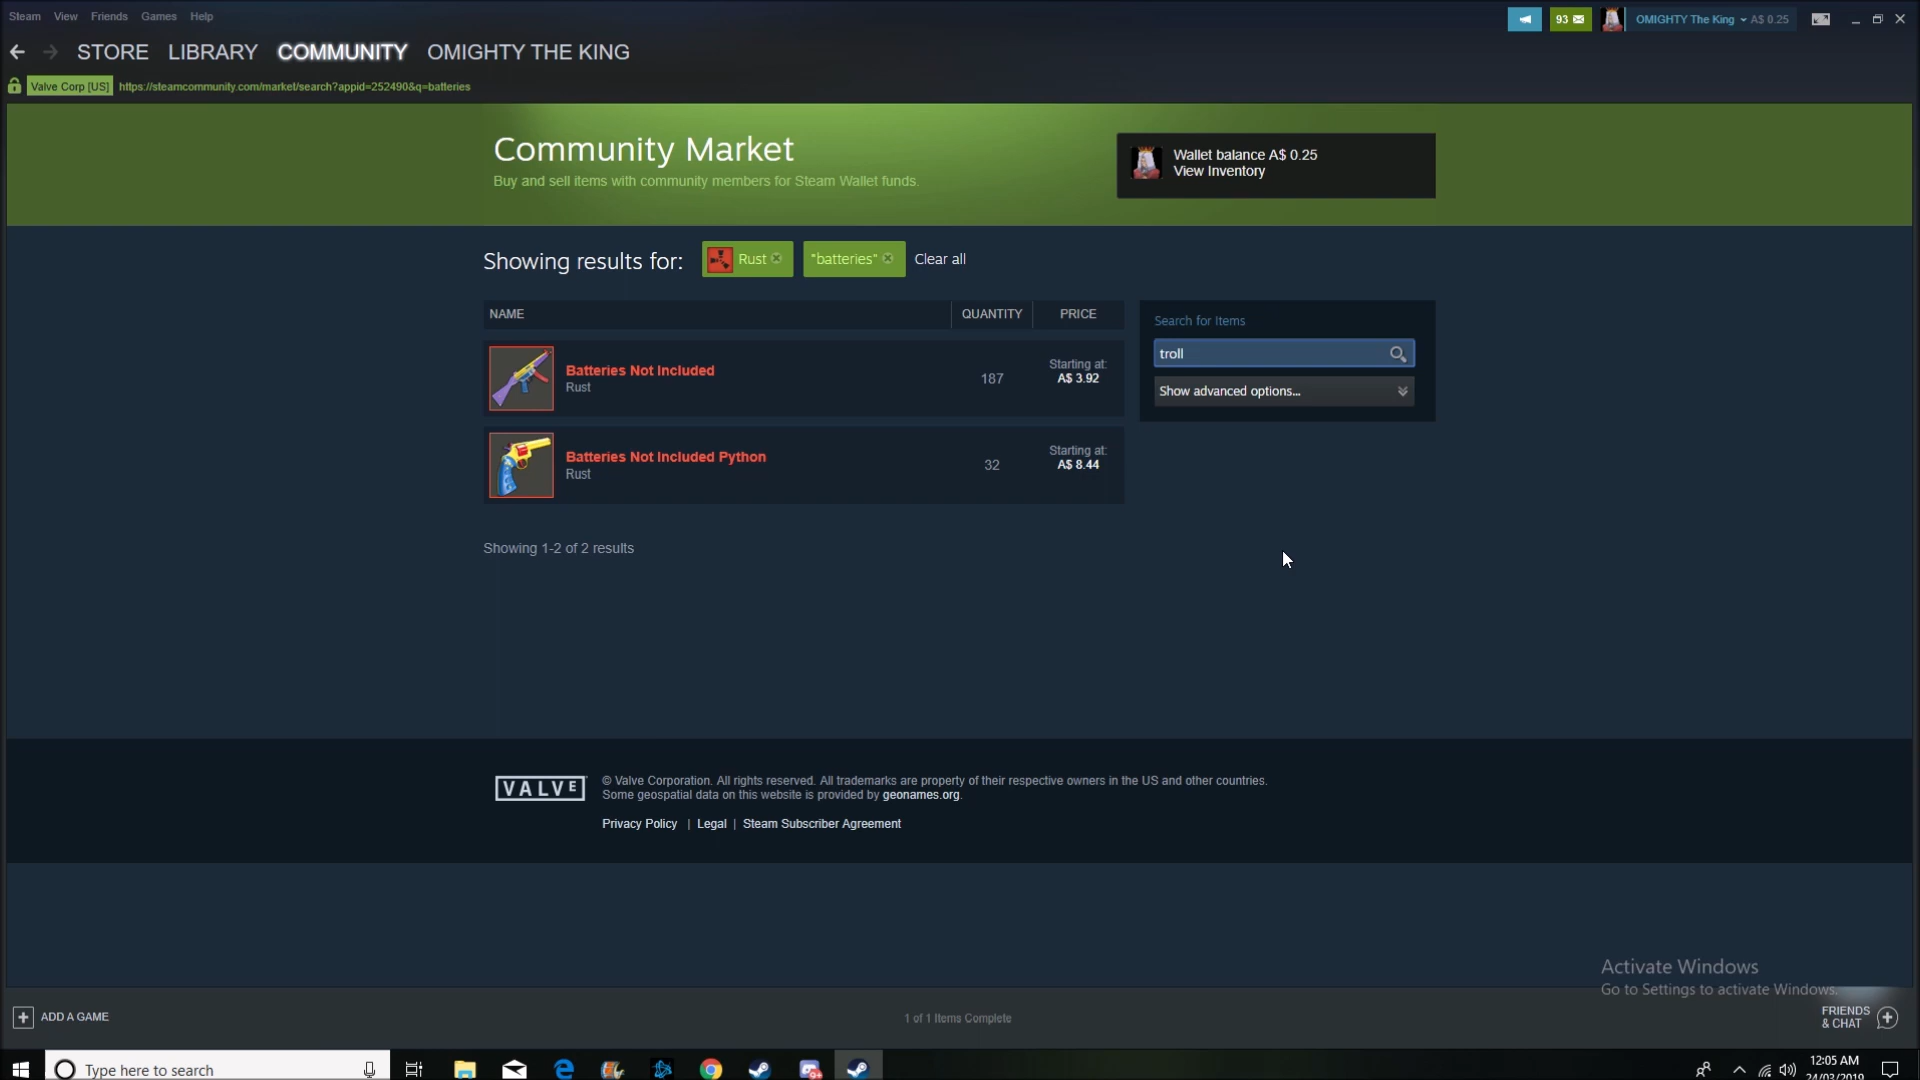 Steam View Friends Games Help
93 OMIGHTY The King A$ 0.25
STORE LIBRARY COMMUNITY OMIGHTY THE KING
Valve Corp [US] https://steamcommunity.com/market/search?appid=252490&q=batteries
Community Market
Buy and sell items with community members for Steam Wallet funds.
Wallet balance A$ 0.25
View Inventory
Showing results for: Rust "batteries" Clear all
NAME QUANTITY PRICE
Batteries Not Included
Rust
187
Starting at:
A$ 3.92
Batteries Not Included Python
Rust
32
Starting at:
A$ 8.44
Showing 1-2 of 2 results
Search for Items
troll
Show advanced options...
VALVE
© Valve Corporation. All rights reserved. All trademarks are property of their respective owners in the US and other countries.
Some geospatial data on this website is provided by geonames.org.
Privacy Policy | Legal | Steam Subscriber Agreement
Activate Windows
Go to Settings to activate Windows.
ADD A GAME
1 of 1 Items Complete
FRIENDS
& CHAT
Type here to search
12:05 AM
24/03/2019